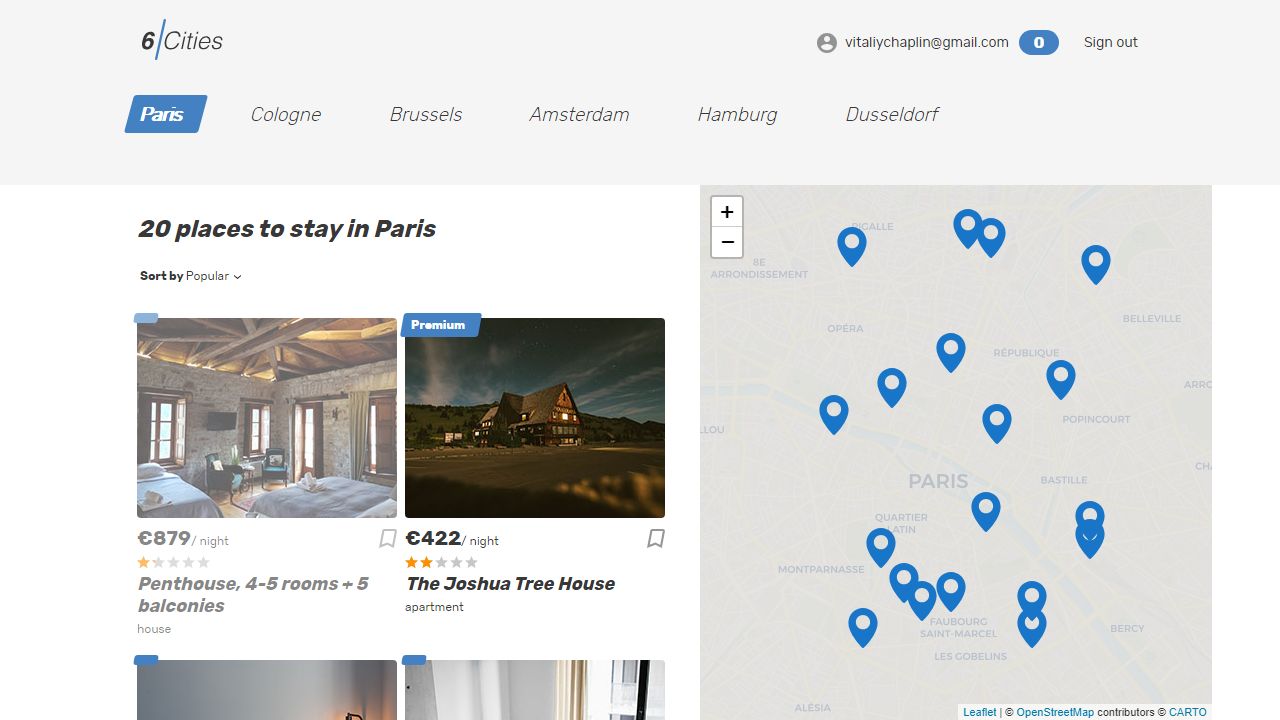 6 Cities
vitaliychaplin@gmail.com 0 Sign out
Paris Cologne Brussels Amsterdam Hamburg Dusseldorf
20 places to stay in Paris
Sort by Popular
Premium
€879/ night
Penthouse, 4-5 rooms + 5
balconies
house
€422/ night
The Joshua Tree House
apartment
+
−
PIGALLE
8E
ARRONDISSEMENT
BELLEVILLE
OPÉRA
RÉPUBLIQUE
ARRO
POPINCOURT
LLOU
PARIS
CH
BASTILLE
QUARTIER
LATIN
MONTPARNASSE
FAUBOURG
SAINT-MARCEL
BERCY
LES GOBELINS
ALÉSIA
Leaflet | © OpenStreetMap contributors © CARTO